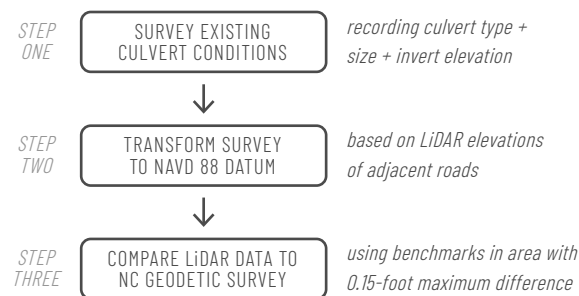 STEP
ONE
SURVEY EXISTING
CULVERT CONDITIONS
recording culvert type +
size + invert elevation
STEP
TWO
TRANSFORM SURVEY
TO NAVD 88 DATUM
based on LiDAR elevations
of adjacent roads
STEP
THREE
COMPARE LiDAR DATA TO
NC GEODETIC SURVEY
using benchmarks in area with
0.15-foot maximum difference